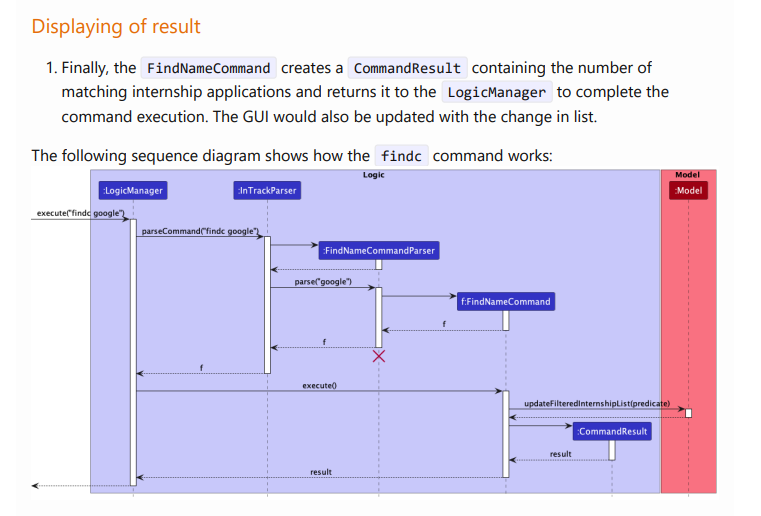 Displaying of result
1. Finally, the FindNameCommand creates a CommandResult containing the number of
matching internship applications and returns it to the LogicManager to complete the
command execution. The GUI would also be updated with the change in list.
The following sequence diagram shows how the findc command works:
Logic
Model
:LogicManager
:InTrackParser
:Model
execute("findc google")
parseCommand("findc google")
:FindNameCommandParser
parse("google")
f:FindNameCommand
f
f
f
execute()
updateFilteredInternshipList(predicate)
:CommandResult
result
result